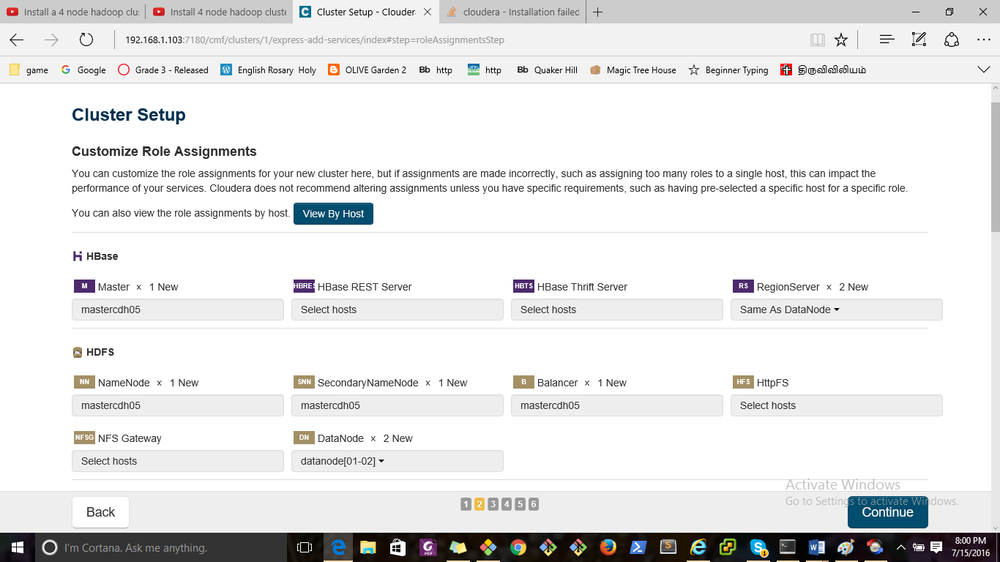 Install a 4 node hadoop clu:
Install 4 node hadoop cluste
Cluster Setup - Clouder
cloudera - Installation failed
192.168.1.103:7180/cmf/clusters/1/express-add-services/index#step=roleAssignmentsStep
game Google Grade 3 - Released English Rosary Holy OLIVE Garden 2 Bb http http Bb Quaker Hill Magic Tree House Beginner Typing திருவிவிலியம்
Cluster Setup
Customize Role Assignments
You can customize the role assignments for your new cluster here, but if assignments are made incorrectly, such as assigning too many roles to a single host, this can impact the
performance of your services. Cloudera does not recommend altering assignments unless you have specific requirements, such as having pre-selected a specific host for a specific role.
You can also view the role assignments by host. View By Host
HBase
M Master × 1 New
HBRES HBase REST Server
HBTS HBase Thrift Server
RS RegionServer × 2 New
mastercdh05
Select hosts
Select hosts
Same As DataNode
HDFS
NN NameNode × 1 New
SNN SecondaryNameNode × 1 New
B Balancer × 1 New
HFS HttpFS
mastercdh05
mastercdh05
mastercdh05
Select hosts
NFSG NFS Gateway
DN DataNode × 2 New
Select hosts
datanode[01-02]
Activate Windows
Go to Settings to activate Windows.
Back
1 2 3 4 5 6
Continue
I'm Cortana. Ask me anything.
8:00 PM
7/15/2016